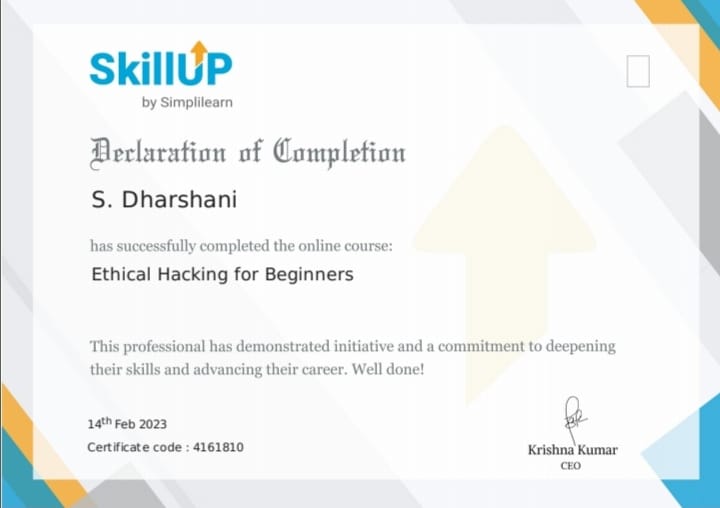 SkillUP
by Simplilearn
Declaration of Completion
S. Dharshani
has successfully completed the online course:
Ethical Hacking for Beginners
This professional has demonstrated initiative and a commitment to deepening
their skills and advancing their career. Well done!
14th Feb 2023
Certificate code : 4161810
Krishna Kumar
CEO